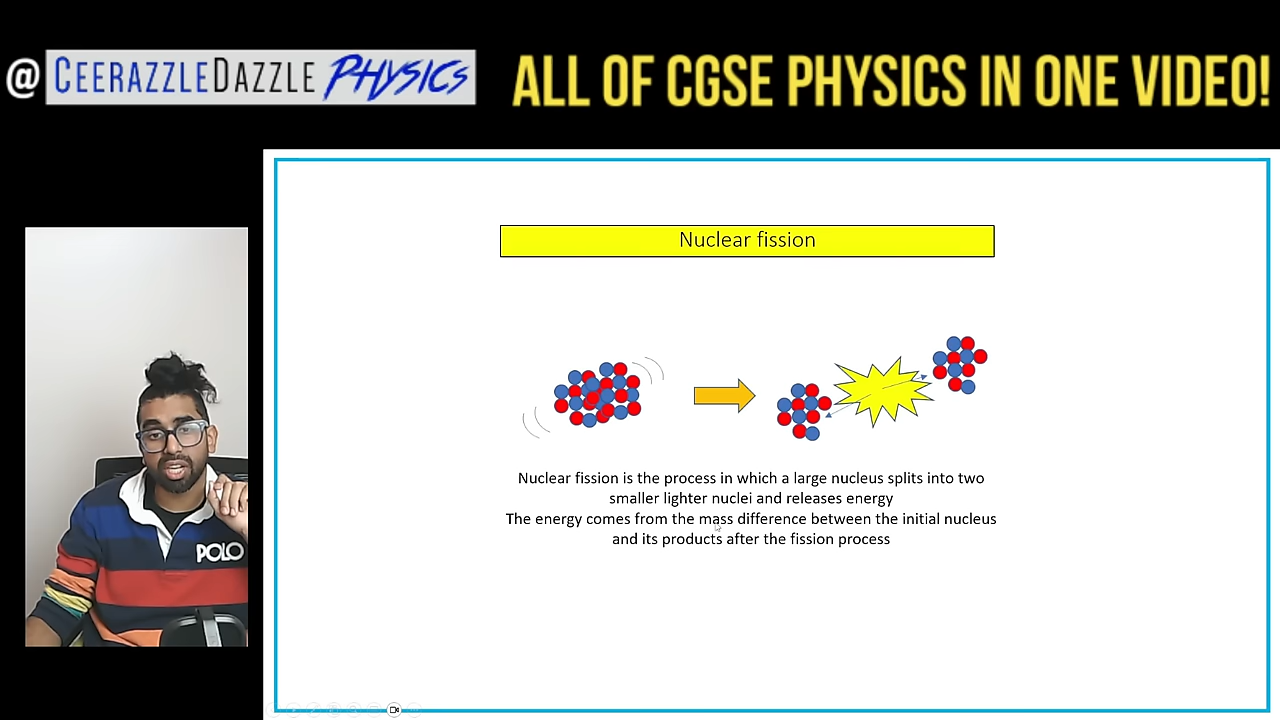 @ CEERAZZLEDAZZLE PHYSICS
ALL OF CGSE PHYSICS IN ONE VIDEO!
Nuclear fission
Nuclear fission is the process in which a large nucleus splits into two
smaller lighter nuclei and releases energy
The energy comes from the mass difference between the initial nucleus
and its products after the fission process
POLO